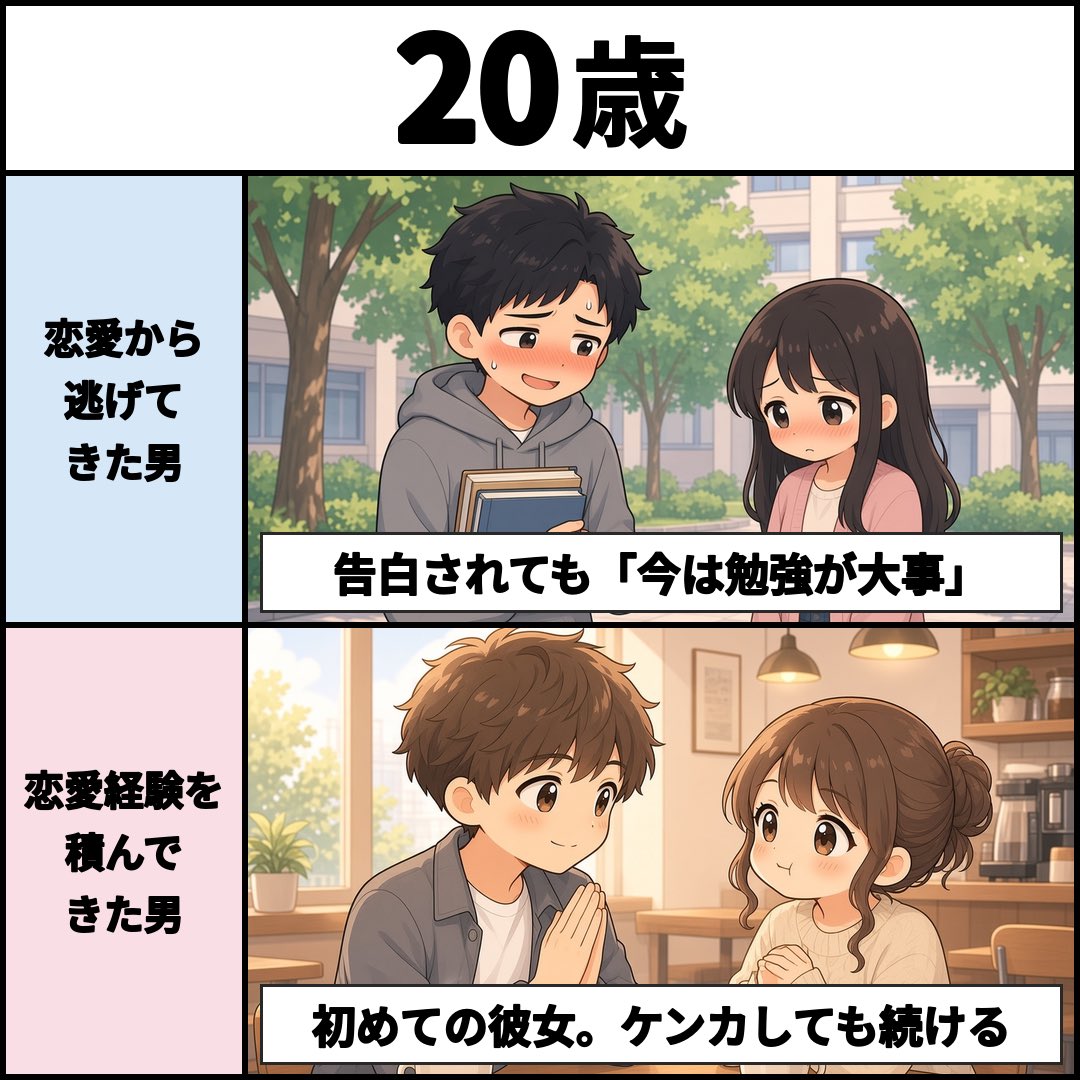 20歳
恋愛から
逃げて
きた男
告白されても「今は勉強が大事」
恋愛経験を
積んで
きた男
初めての彼女。ケンカしても続ける